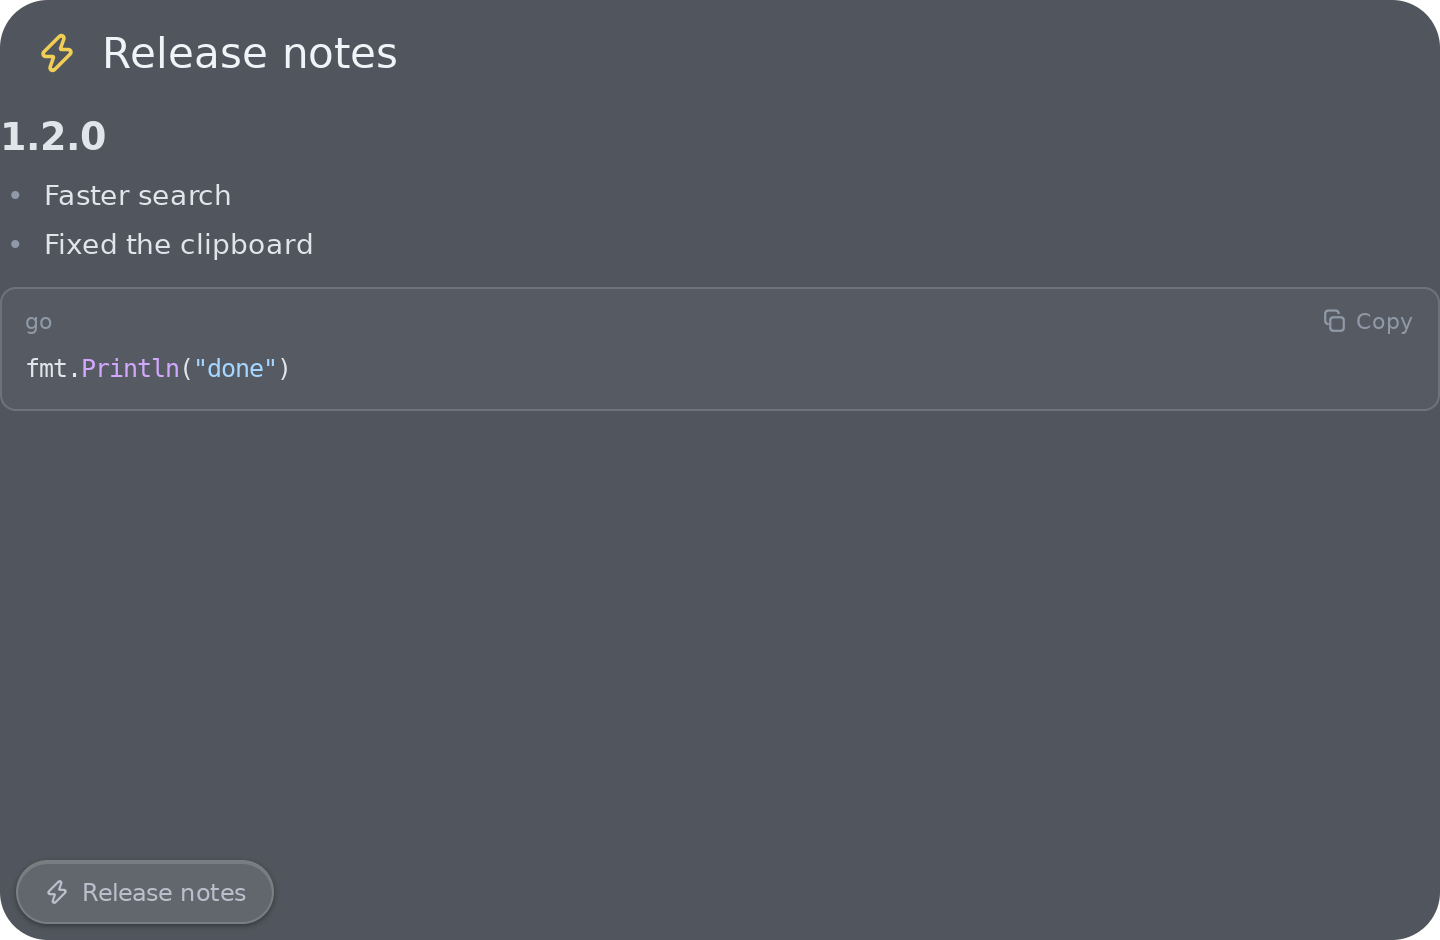 Release notes
1.2.0
• Faster search
• Fixed the clipboard
go
Copy
fmt.Println("done")
Release notes